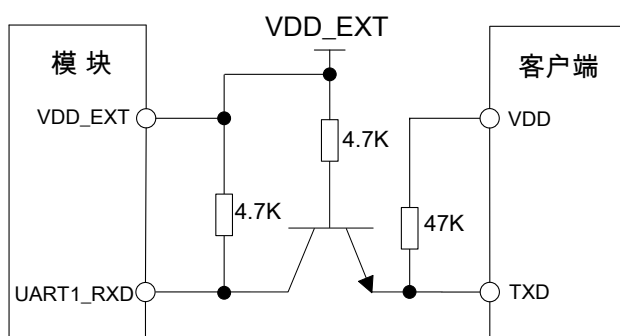 VDD_EXT
模 块
客户端
VDD_EXT
4.7K
VDD
4.7K
47K
UART1_RXD
TXD